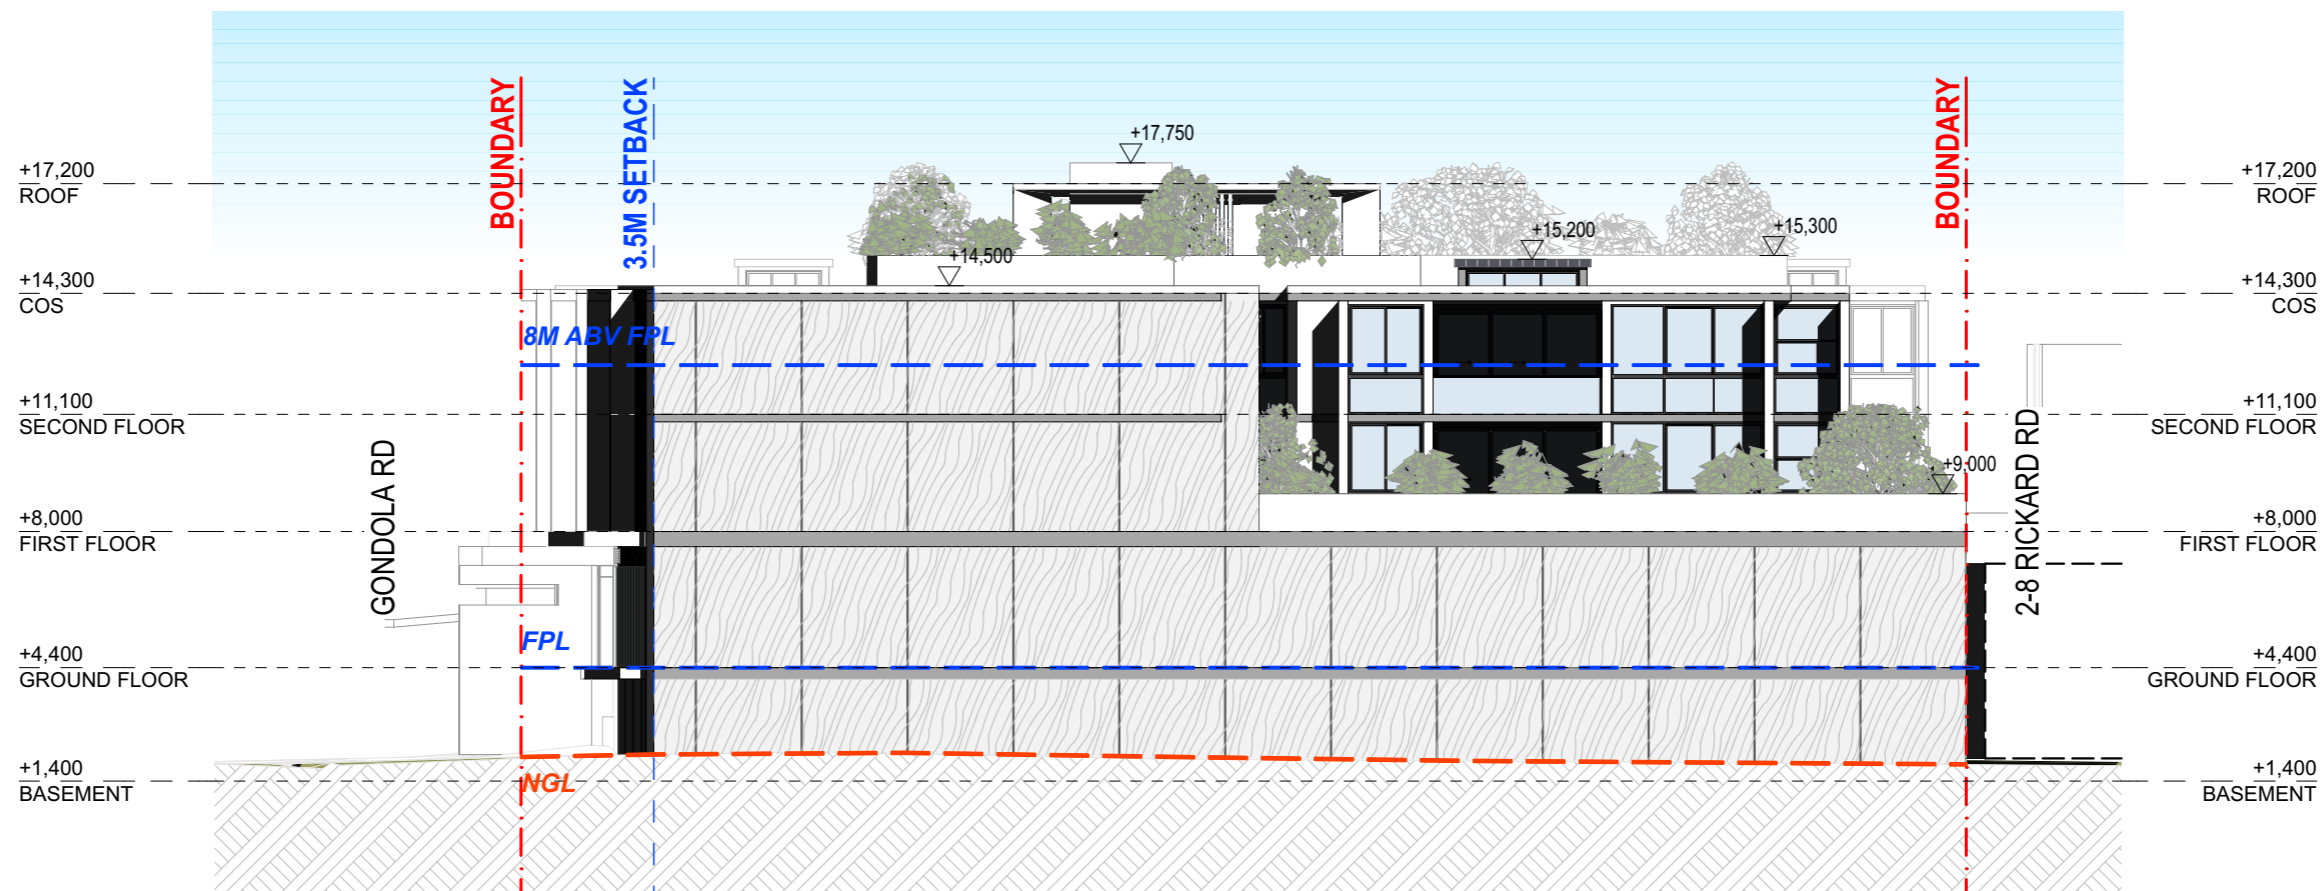 BOUNDARY
3.5M SETBACK
BOUNDARY
+17,750
+17,200
ROOF
+17,200
ROOF
+15,200
+15,300
+14,500
+14,300
COS
+14,300
COS
8M ABV FPL
+11,100
SECOND FLOOR
+11,100
SECOND FLOOR
GONDOLA RD
2-8 RICKARD RD
+9,000
+8,000
FIRST FLOOR
+8,000
FIRST FLOOR
FPL
+4,400
GROUND FLOOR
+4,400
GROUND FLOOR
NGL
+1,400
BASEMENT
+1,400
BASEMENT